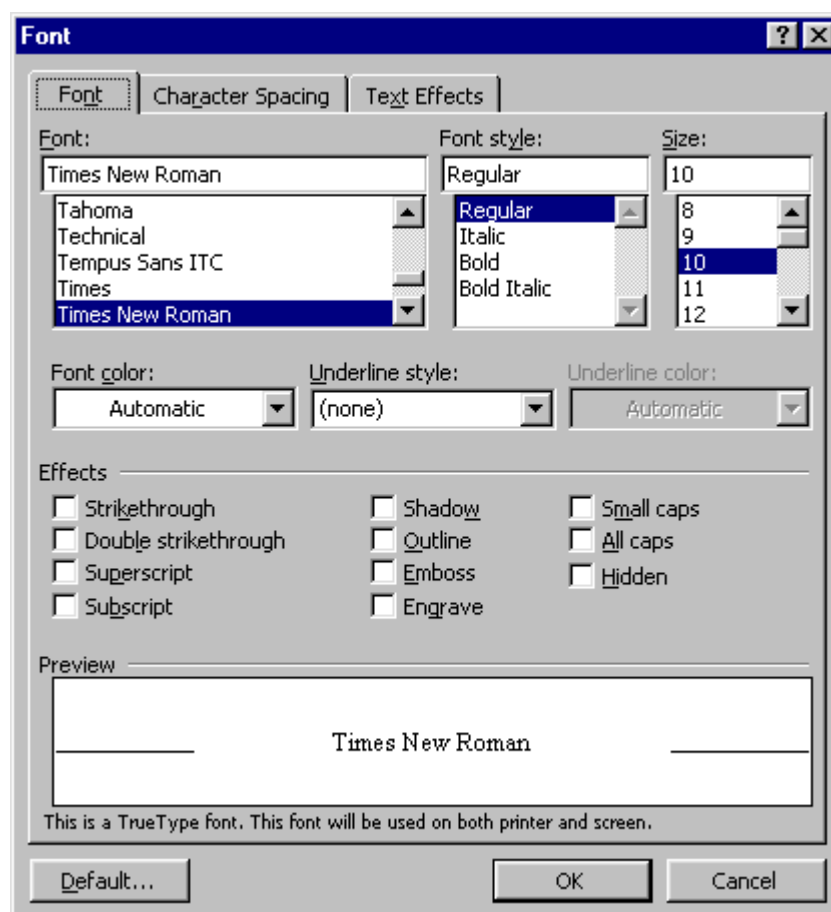 Font
Font Character Spacing Text Effects
Font: Font style: Size:
Times New Roman Regular 10
Tahoma Regular 8
Technical Italic 9
Tempus Sans ITC Bold 10
Times Bold Italic 11
Times New Roman 12
Font color: Underline style: Underline color:
Automatic (none) Automatic
Effects
Strikethrough Shadow Small caps
Double strikethrough Outline All caps
Superscript Emboss Hidden
Subscript Engrave
Preview
Times New Roman
This is a TrueType font. This font will be used on both printer and screen.
Default... OK Cancel